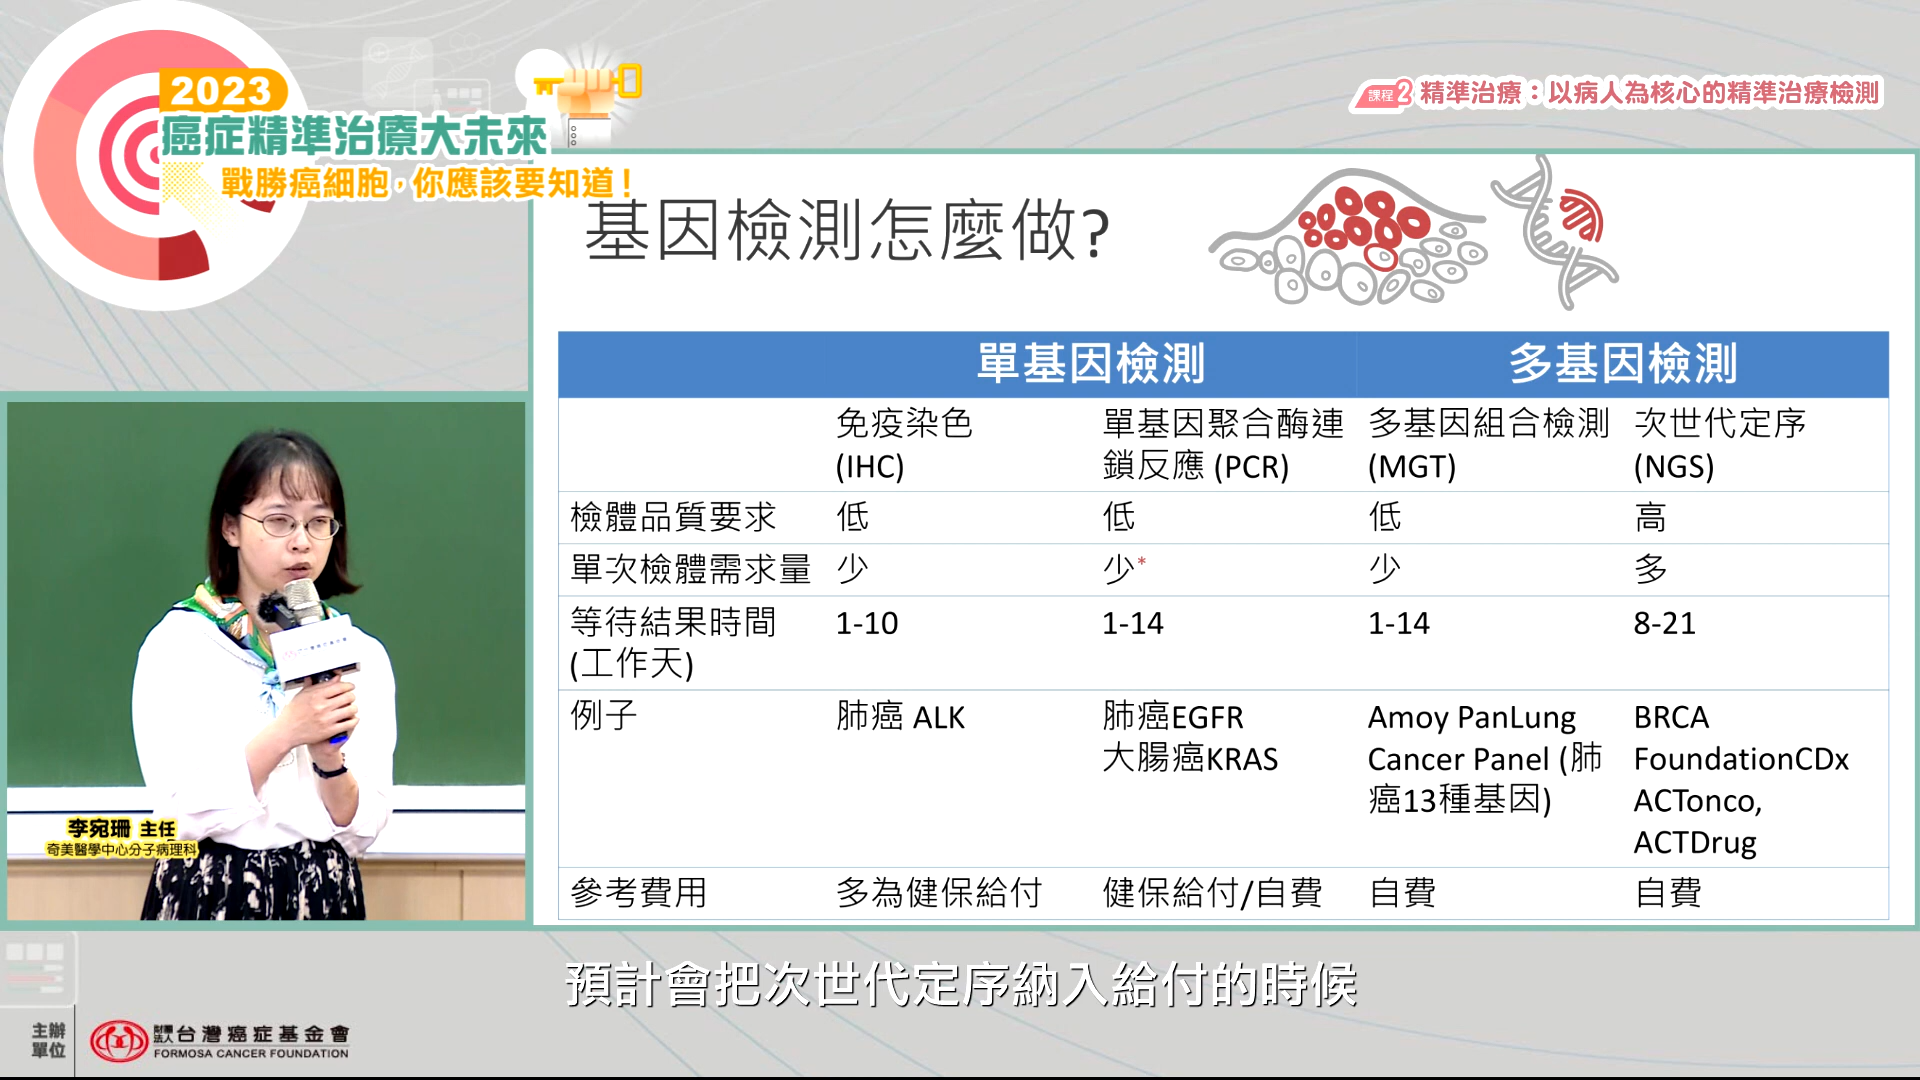 2023
癌症精準治療大未來
戰勝癌細胞，你應該要知道！
課程2 精準治療：以病人為核心的精準治療檢測
基因檢測怎麼做?
單基因檢測 多基因檢測
免疫染色 (IHC) 單基因聚合酶連鎖反應 (PCR) 多基因組合檢測 (MGT) 次世代定序 (NGS)
檢體品質要求 低 低 低 高
單次檢體需求量 少 少* 少 多
等待結果時間 (工作天) 1-10 1-14 1-14 8-21
例子 肺癌 ALK 肺癌EGFR 大腸癌KRAS Amoy PanLung Cancer Panel (肺癌13種基因) BRCA FoundationCDx ACTonco, ACTDrug
參考費用 多為健保給付 健保給付/自費 自費 自費
李宛珊 主任
奇美醫學中心分子病理科
預計會把次世代定序納入給付的時候
主辦單位
財團法人台灣癌症基金會
FORMOSA CANCER FOUNDATION